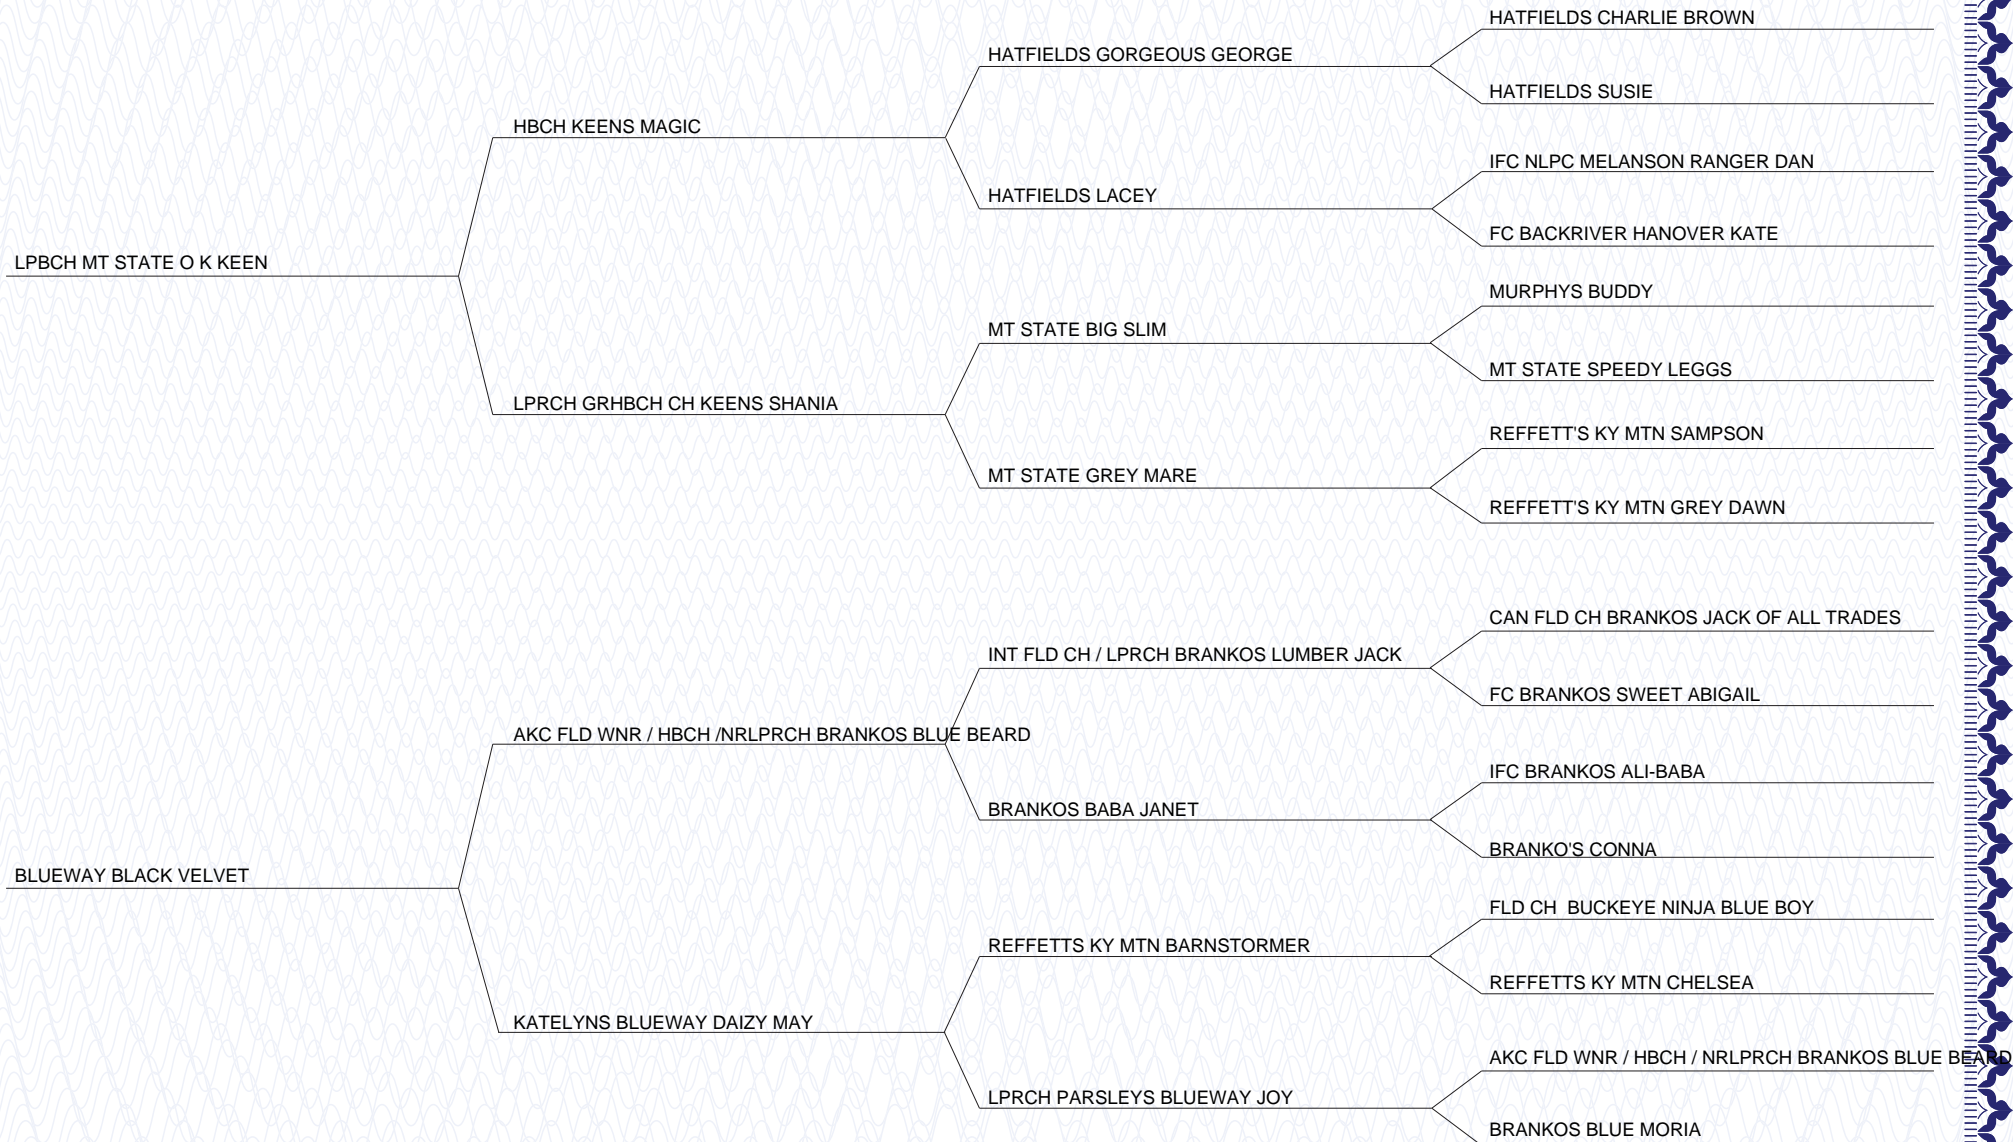 HATFIELDS CHARLIE BROWN
HATFIELDS GORGEOUS GEORGE
HATFIELDS SUSIE
HBCH KEENS MAGIC
IFC NLPC MELANSON RANGER DAN
HATFIELDS LACEY
FC BACKRIVER HANOVER KATE
LPBCH MT STATE O K KEEN
MURPHYS BUDDY
MT STATE BIG SLIM
MT STATE SPEEDY LEGGS
LPRCH GRHBCH CH KEENS SHANIA
REFFETT'S KY MTN SAMPSON
MT STATE GREY MARE
REFFETT'S KY MTN GREY DAWN
CAN FLD CH BRANKOS JACK OF ALL TRADES
INT FLD CH / LPRCH BRANKOS LUMBER JACK
FC BRANKOS SWEET ABIGAIL
AKC FLD WNR / HBCH /NRLPRCH BRANKOS BLUE BEARD
IFC BRANKOS ALI-BABA
BRANKOS BABA JANET
BRANKO'S CONNA
BLUEWAY BLACK VELVET
FLD CH  BUCKEYE NINJA BLUE BOY
REFFETTS KY MTN BARNSTORMER
REFFETTS KY MTN CHELSEA
KATELYNS BLUEWAY DAIZY MAY
AKC FLD WNR / HBCH / NRLPRCH BRANKOS BLUE BEARD
LPRCH PARSLEYS BLUEWAY JOY
BRANKOS BLUE MORIA